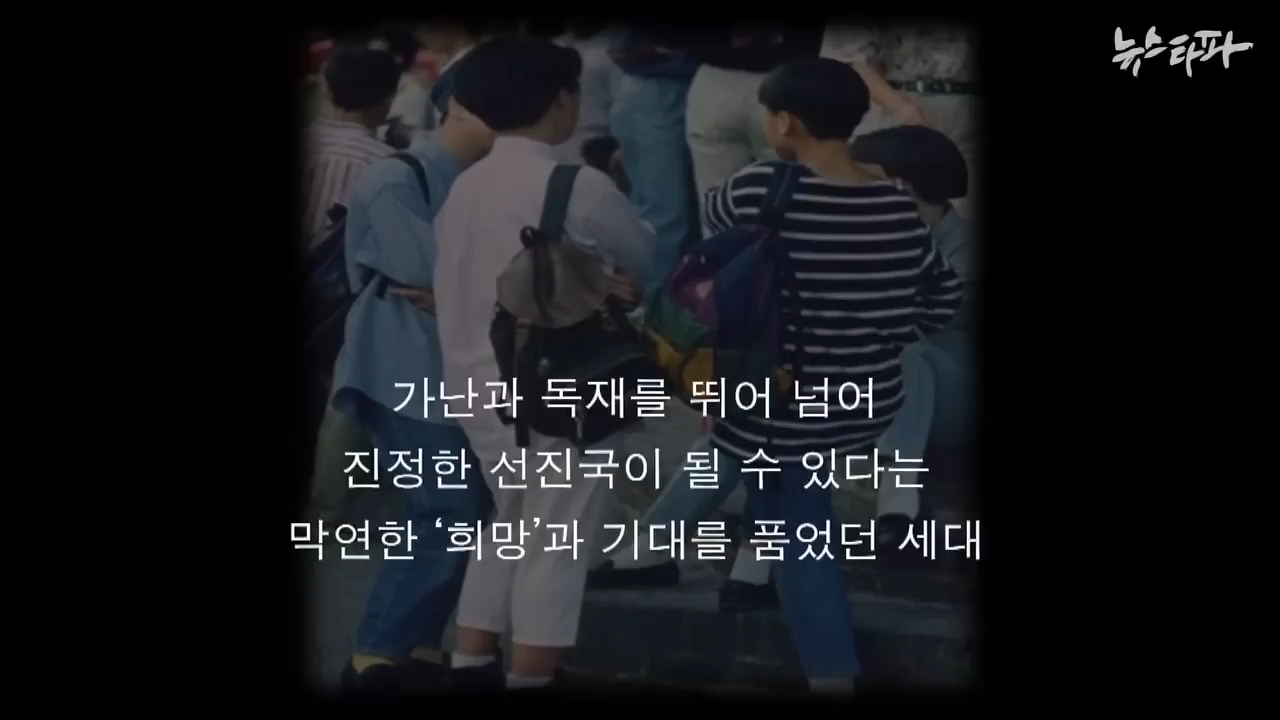 뉴스타파
가난과 독재를 뛰어 넘어
진정한 선진국이 될 수 있다는
막연한 ‘희망’과 기대를 품었던 세대